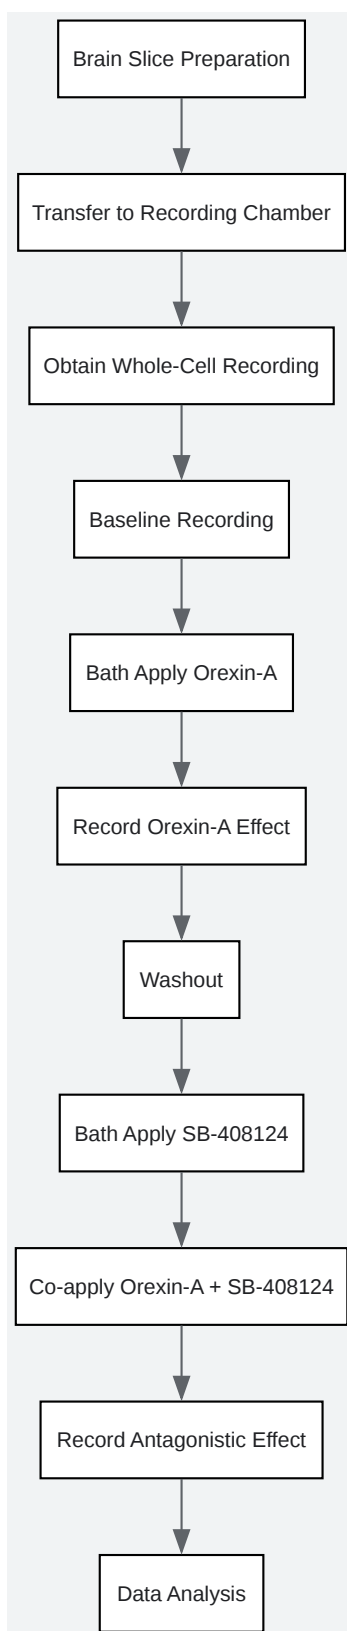 Brain Slice Preparation
Transfer to Recording Chamber
Obtain Whole-Cell Recording
Baseline Recording
Bath Apply Orexin-A
Record Orexin-A Effect
Washout
Bath Apply SB-408124
Co-apply Orexin-A + SB-408124
Record Antagonistic Effect
Data Analysis